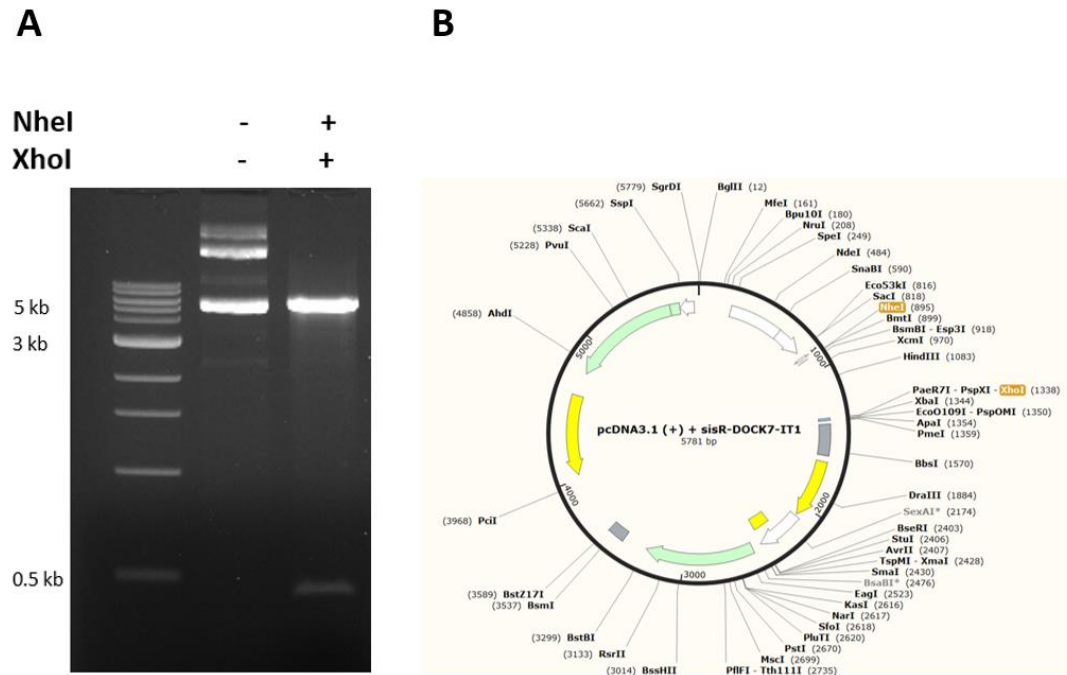 A
B
NheI - +
XhoI - +
5 kb
3 kb
0.5 kb
(5779) SgrDI
BglII (12)
(5662) SspI
MfeI (161)
Bpu10I (180)
(5338) ScaI
NruI (208)
(5228) PvuI
SpeI (249)
NdeI (484)
SnaBI (590)
Eco53kI (816)
SacI (818)
NheI (895)
(4858) AhdI
BmtI (899)
BsmBI - Esp3I (918)
XcmI (970)
5000
1000
HindIII (1083)
PaeR7I - PspXI - XhoI (1338)
XbaI (1344)
EcoO109I - PspOMI (1350)
ApaI (1354)
PmeI (1359)
pcDNA3.1 (+) + sisR-DOCK7-IT1
5781 bp
BbsI (1570)
4000
2000
DraIII (1884)
SexAI* (2174)
(3968) PciI
BseRI (2403)
StuI (2406)
AvrII (2407)
TspMI - XmaI (2428)
SmaI (2430)
3000
BsaBI* (2476)
EagI (2523)
(3589) BstZ17I
KasI (2616)
(3537) BsmI
NarI (2617)
SfoI (2618)
(3299) BstBI
PluTI (2620)
(3133) RsrII
PstI (2670)
MscI (2699)
(3014) BssHII
PflFI - Tth111I (2735)